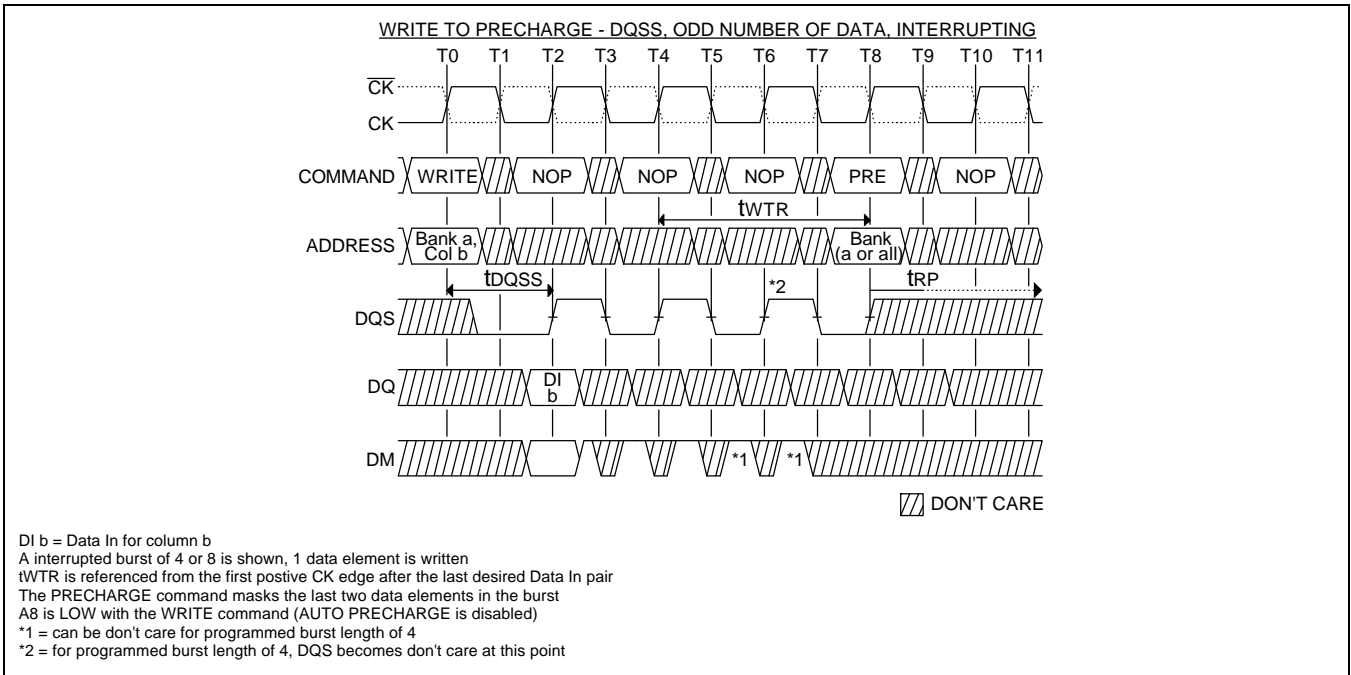 WRITE TO PRECHARGE - DQSS, ODD NUMBER OF DATA, INTERRUPTING
T0 T1 T2 T3 T4 T5 T6 T7 T8 T9 T10 T11
CK
CK
COMMAND WRITE NOP NOP NOP PRE NOP
tWTR
ADDRESS Bank a, Col b Bank (a or all)
tDQSS *2 tRP
DQS
DQ DI b
DM *1 *1
DON'T CARE
DI b = Data In for column b
A interrupted burst of 4 or 8 is shown, 1 data element is written
tWTR is referenced from the first postive CK edge after the last desired Data In pair
The PRECHARGE command masks the last two data elements in the burst
A8 is LOW with the WRITE command (AUTO PRECHARGE is disabled)
*1 = can be don't care for programmed burst length of 4
*2 = for programmed burst length of 4, DQS becomes don't care at this point